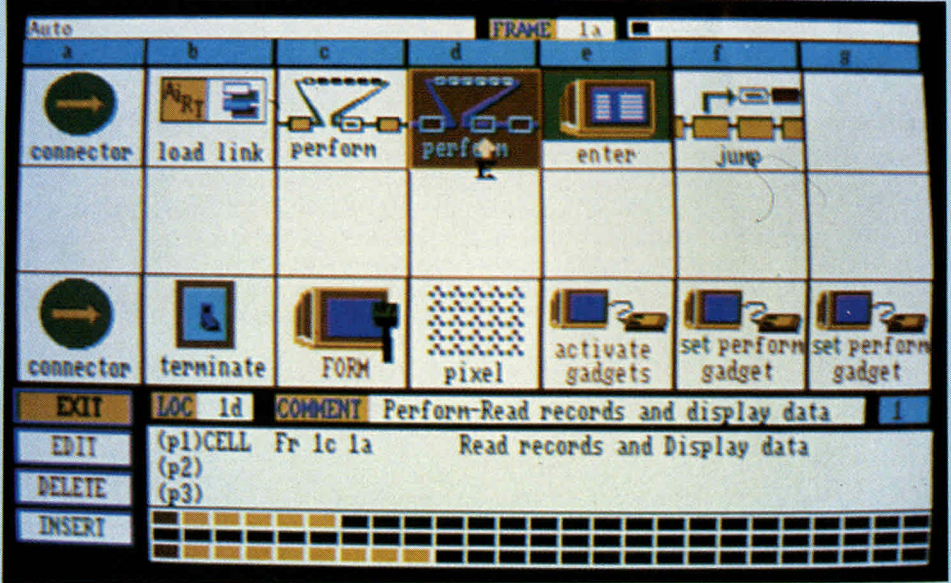 Auto FRAME 1a
a b c d e f g
AiRT
connector load link perform perform enter jump
connector terminate FORM pixel activate gadgets set perform gadget set perform gadget
EXIT LOC 1d COMMENT Perform-Read records and display data 1
EDIT (p1)CELL Fr 1c 1a Read records and Display data
(p2)
DELETE (p3)
INSERT